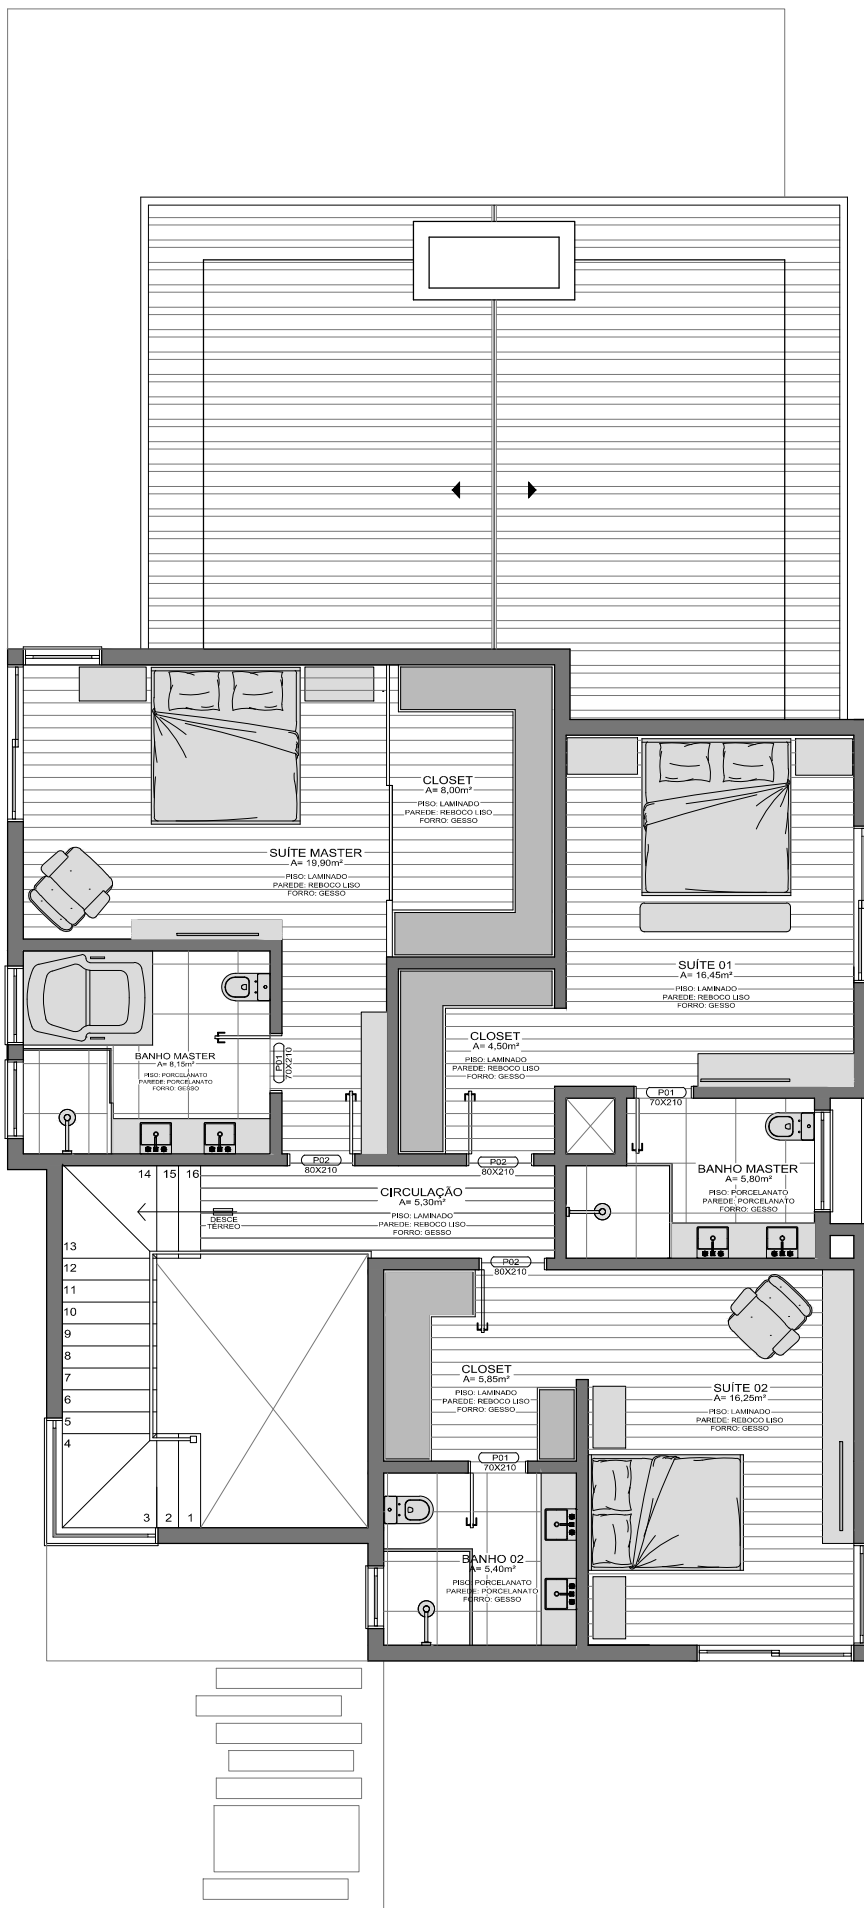 CLOSET
A= 8,00m²
PISO: LAMINADO
PAREDE: REBOCO LISO
FORRO: GESSO
SUÍTE MASTER
A= 19,90m²
PISO: LAMINADO
PAREDE: REBOCO LISO
FORRO: GESSO
SUÍTE 01
A= 16,45m²
PISO: LAMINADO
PAREDE: REBOCO LISO
FORRO: GESSO
CLOSET
A= 4,50m²
PISO: LAMINADO
PAREDE: REBOCO LISO
FORRO: GESSO
BANHO MASTER
A= 8,15m²
PISO: PORCELANATO
PAREDE: PORCELANATO
FORRO: GESSO
P01
70X210
P01
70X210
P02
80X210
P02
80X210
BANHO MASTER
A= 5,80m²
PISO: PORCELANATO
PAREDE: PORCELANATO
FORRO: GESSO
14 15 16
CIRCULAÇÃO
A= 5,30m²
PISO: LAMINADO
PAREDE: REBOCO LISO
FORRO: GESSO
DESCE
TÉRREO
13
12
11
10
9
8
7
6
5
4
3 2 1
P02
80X210
CLOSET
A= 5,85m²
PISO: LAMINADO
PAREDE: REBOCO LISO
FORRO: GESSO
SUÍTE 02
A= 16,25m²
PISO: LAMINADO
PAREDE: REBOCO LISO
FORRO: GESSO
P01
70X210
BANHO 02
A= 5,40m²
PISO: PORCELANATO
PAREDE: PORCELANATO
FORRO: GESSO